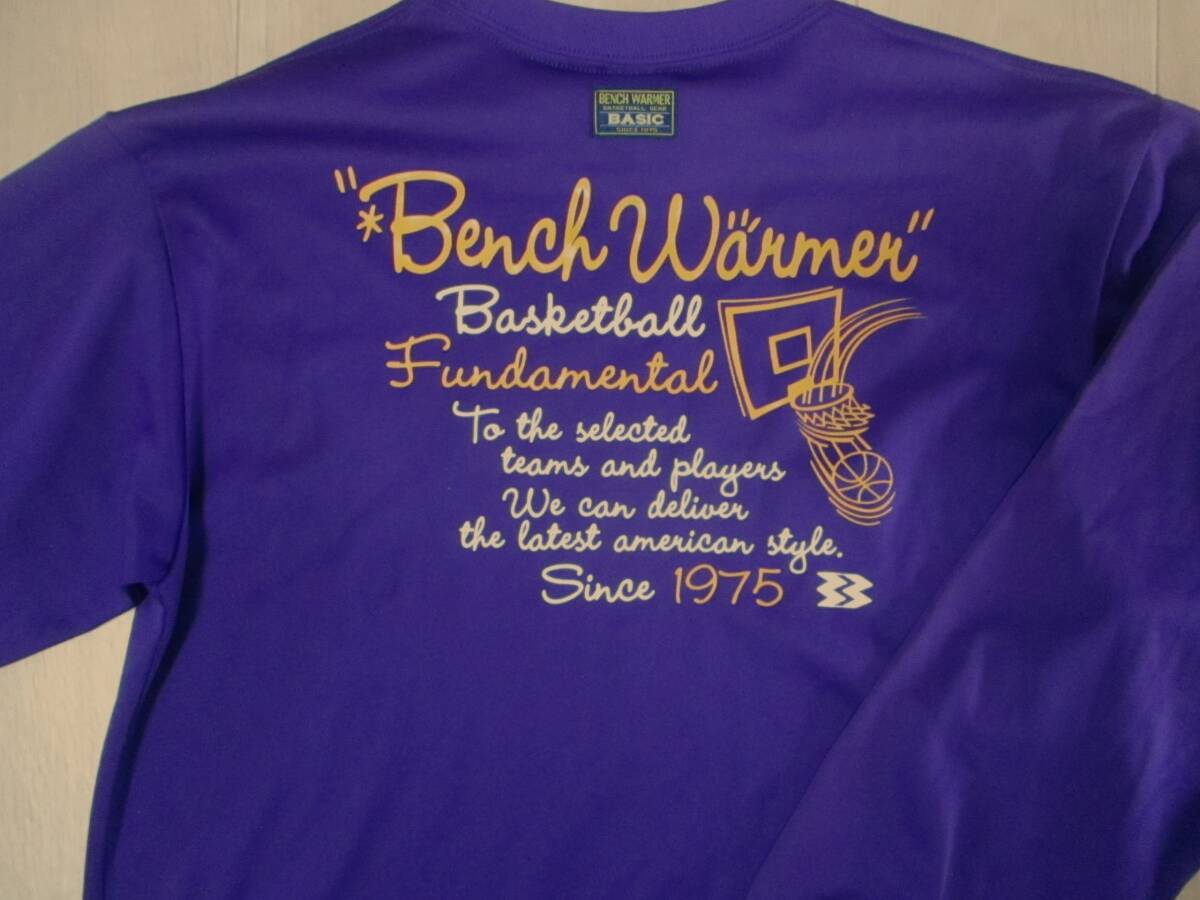 BENCH WARMER
BASKETBALL GEAR
BASIC
SINCE 1975
"*Bench Wärmer"
Basketball
Fundamental
To the selected
teams and players
We can deliver
the latest american style.
Since 1975